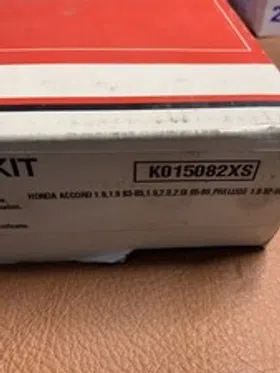 KIT
K015082XS
HONDA ACCORD 1.6,1.8 83-85,1.6,2.0,2.0I 85-89,PRELUDE 1.8 82-
2